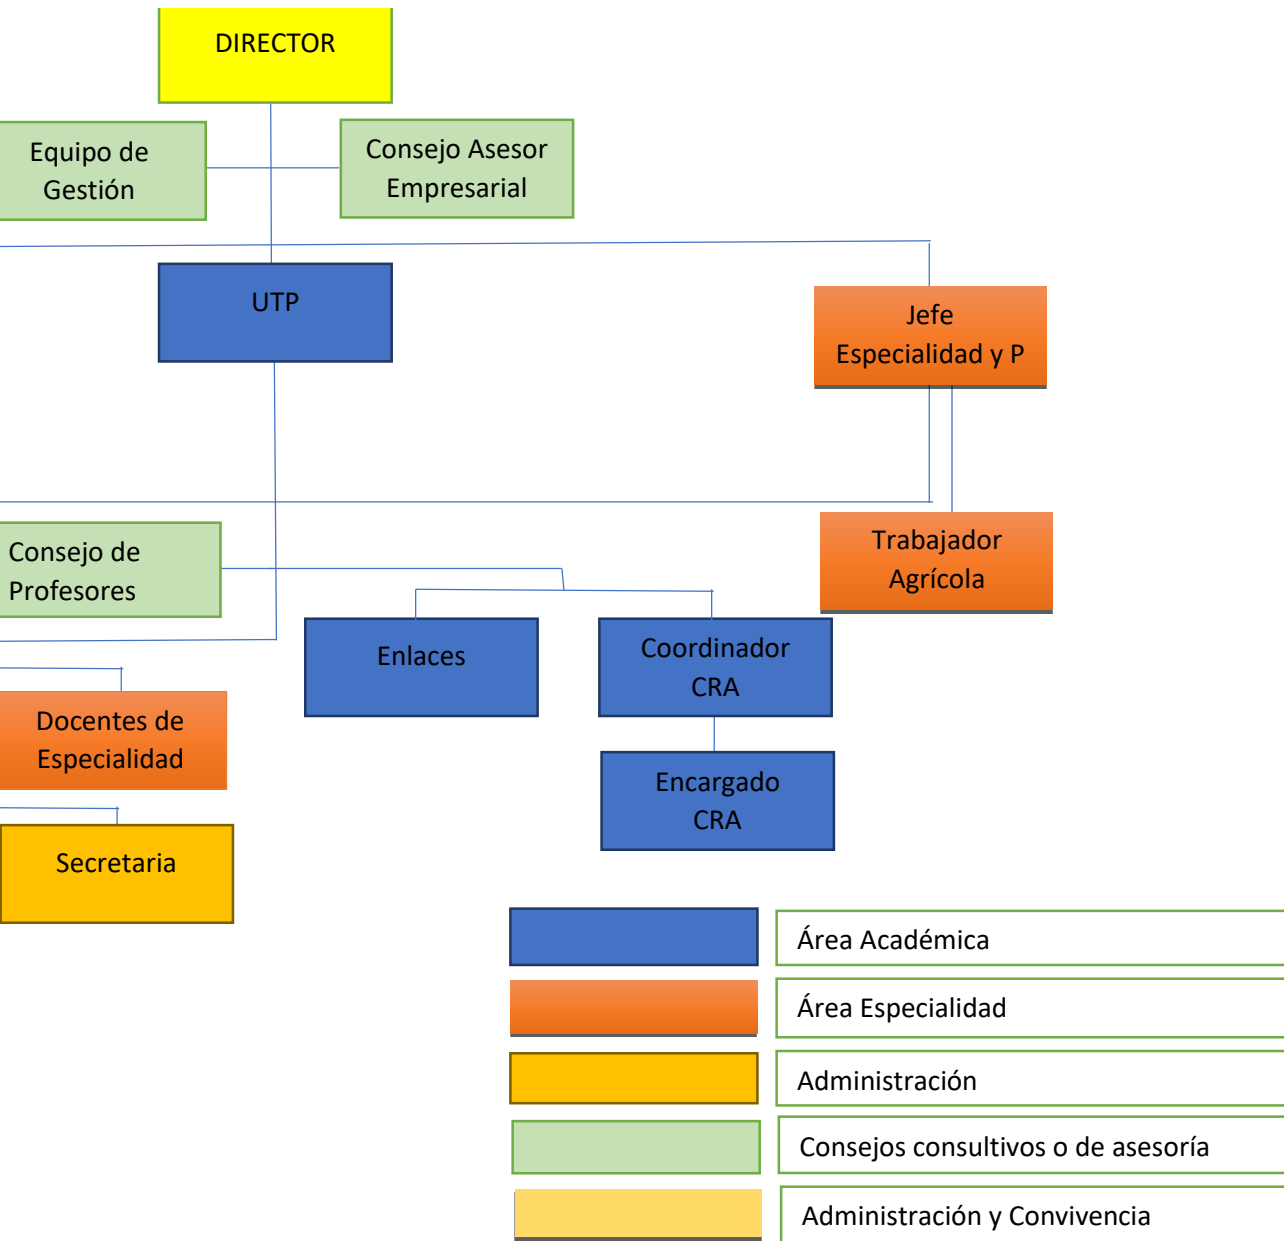 DIRECTOR
Equipo de
Gestión
Consejo Asesor
Empresarial
UTP
Jefe
Especialidad y P
Consejo de
Profesores
Trabajador
Agrícola
Enlaces
Coordinador
CRA
Docentes de
Especialidad
Encargado
CRA
Secretaria
Área Académica
Área Especialidad
Administración
Consejos consultivos o de asesoría
Administración y Convivencia